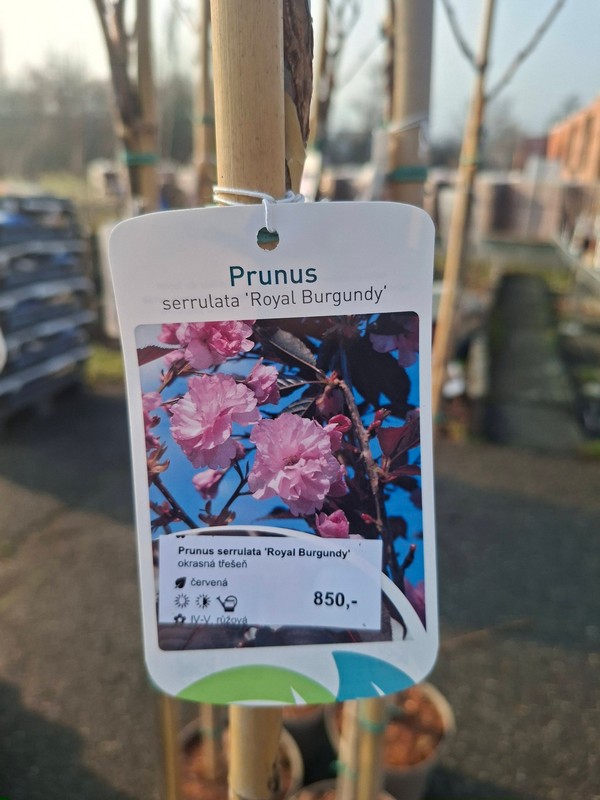 Prunus
serrulata 'Royal Burgundy'
Prunus serrulata 'Royal Burgundy'
okrasná třešeň
červená
850,-
IV-V, růžová